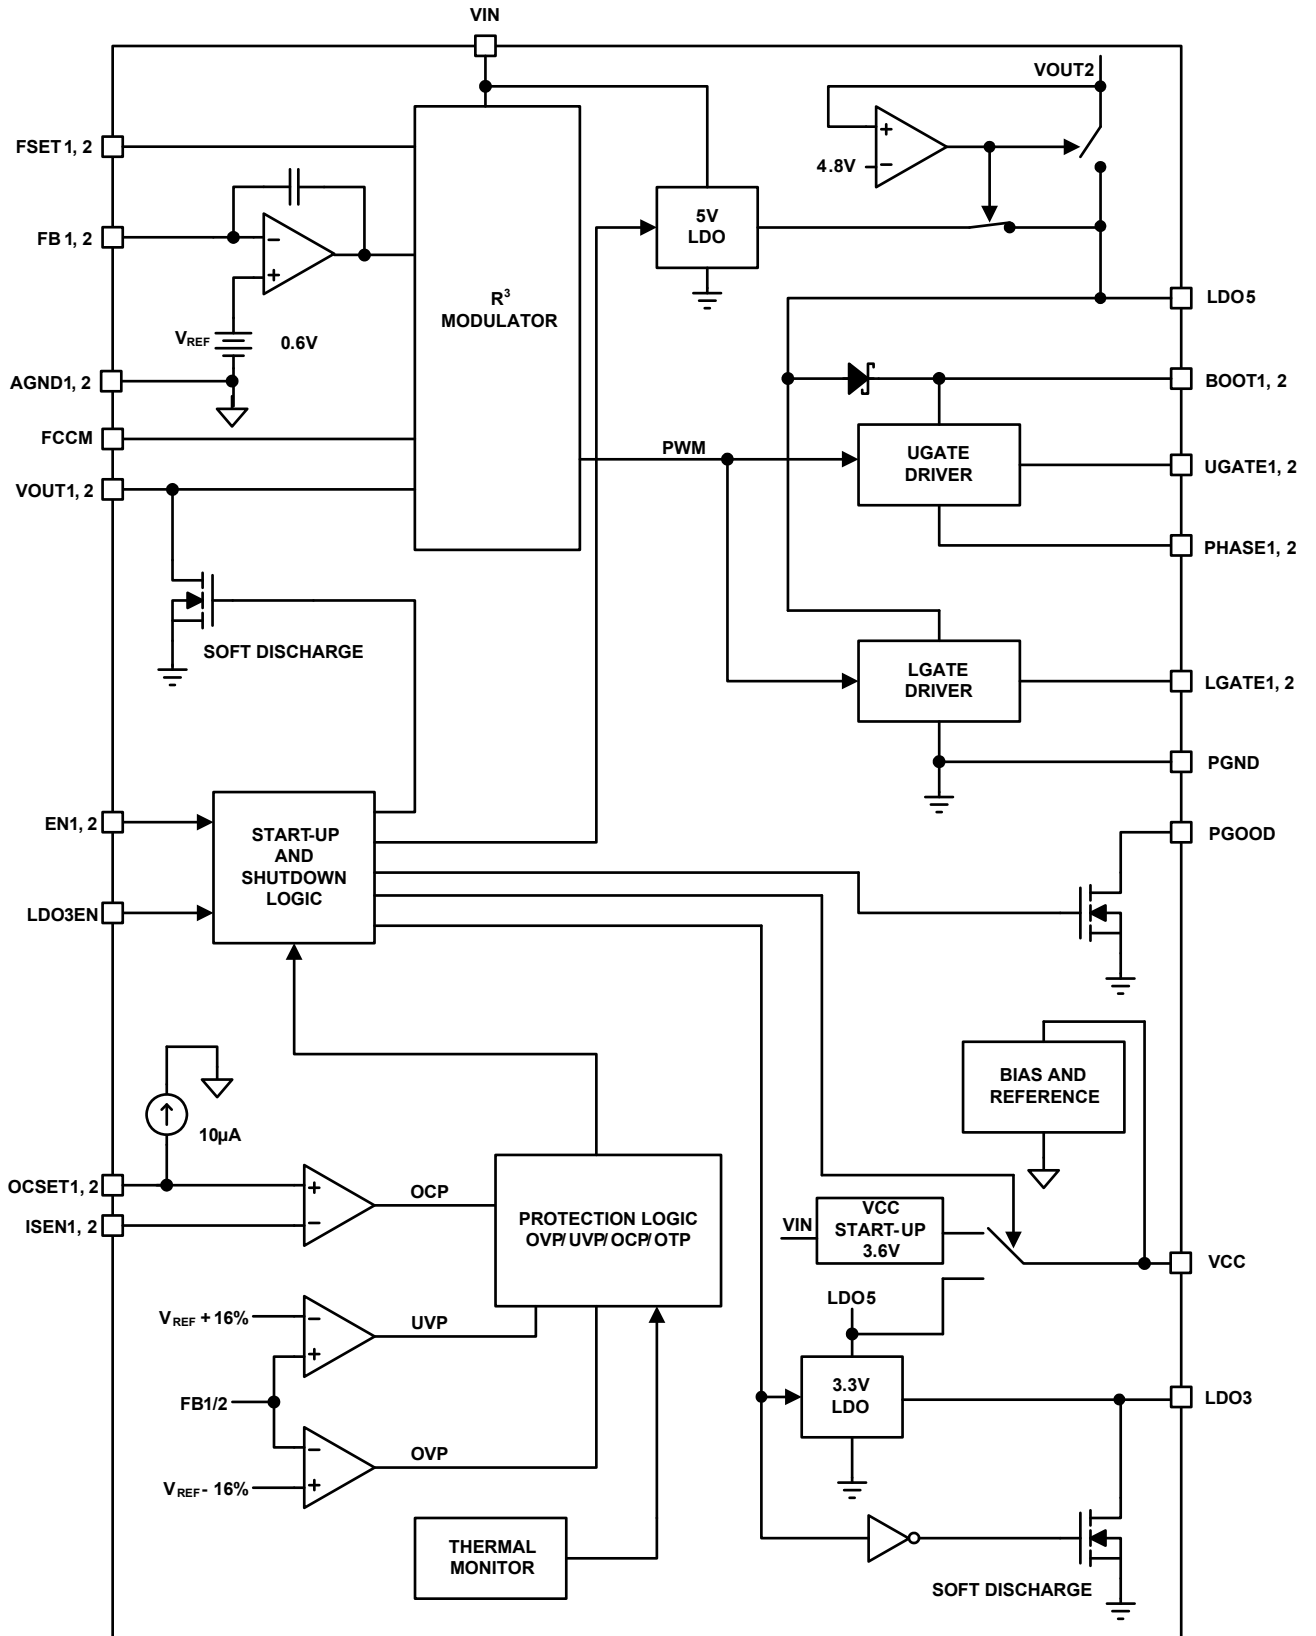 VIN
VOUT2
FSET1, 2
+
4.8V
−
5V
LDO
FB1, 2
−
+
R³
MODULATOR
LDO5
VREF
0.6V
AGND1, 2
BOOT1, 2
FCCM
PWM
UGATE
DRIVER
UGATE1, 2
VOUT1, 2
PHASE1, 2
SOFT DISCHARGE
LGATE
DRIVER
LGATE1, 2
PGND
EN1, 2
START-UP
AND
SHUTDOWN
LOGIC
PGOOD
LDO3EN
BIAS AND
REFERENCE
10µA
OCSET1, 2
+
−
OCP
ISEN1, 2
PROTECTION LOGIC
OVP/UVP/OCP/OTP
VIN
VCC
START-UP
3.6V
VCC
LDO5
VREF + 16%
−
+
UVP
FB1/2
3.3V
LDO
LDO3
−
+
OVP
VREF - 16%
THERMAL
MONITOR
SOFT DISCHARGE